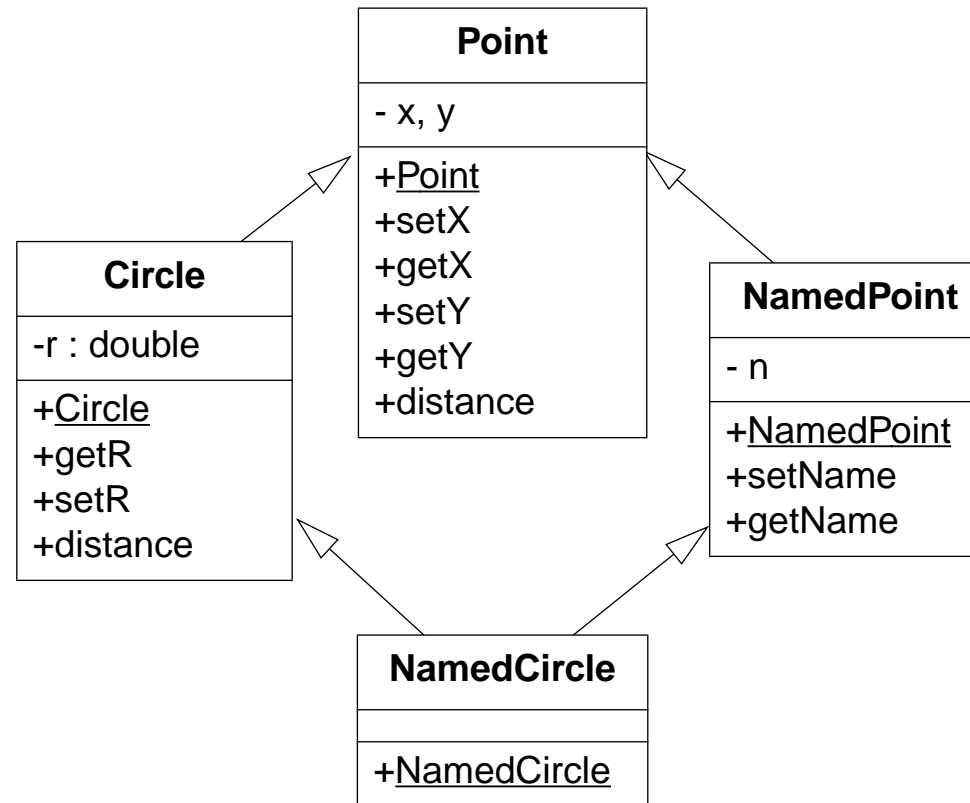 Point
- x, y
+Point
+setX
+getX
+setY
+getY
+distance
Circle
-r : double
+Circle
+getR
+setR
+distance
NamedPoint
- n
+NamedPoint
+setName
+getName
NamedCircle
+NamedCircle